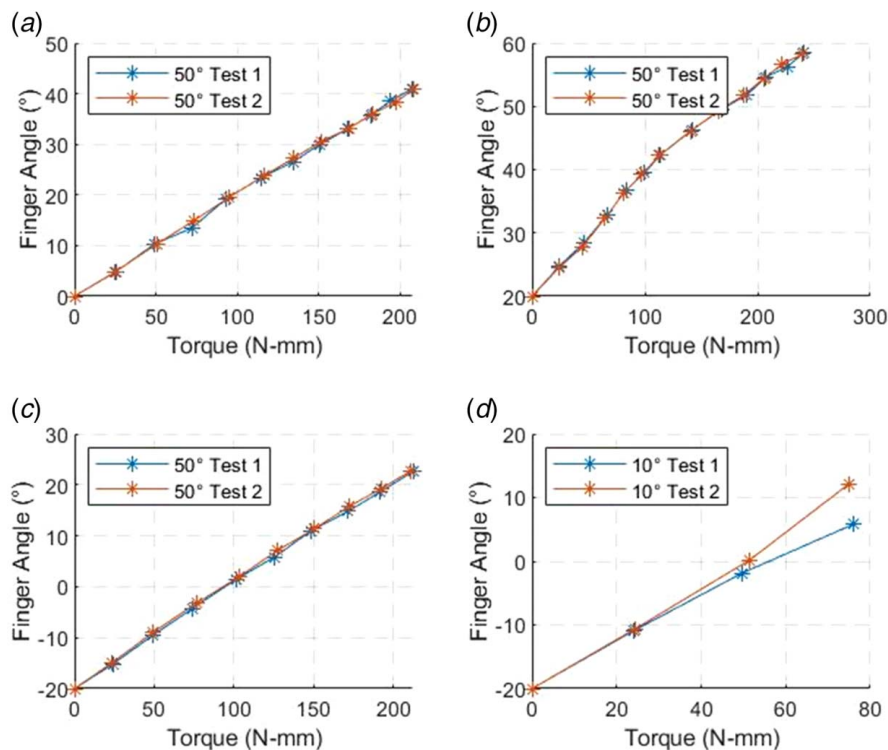 (a)
50
40
30
20
10
0
Finger Angle (°)
50° Test 1
50° Test 2
0 50 100 150 200
Torque (N-mm)
(b)
60
50
40
30
20
Finger Angle (°)
50° Test 1
50° Test 2
0 100 200 300
Torque (N-mm)
(c)
30
20
10
0
-10
-20
Finger Angle (°)
50° Test 1
50° Test 2
0 50 100 150 200
Torque (N-mm)
(d)
20
10
0
-10
-20
Finger Angle (°)
10° Test 1
10° Test 2
0 20 40 60 80
Torque (N-mm)